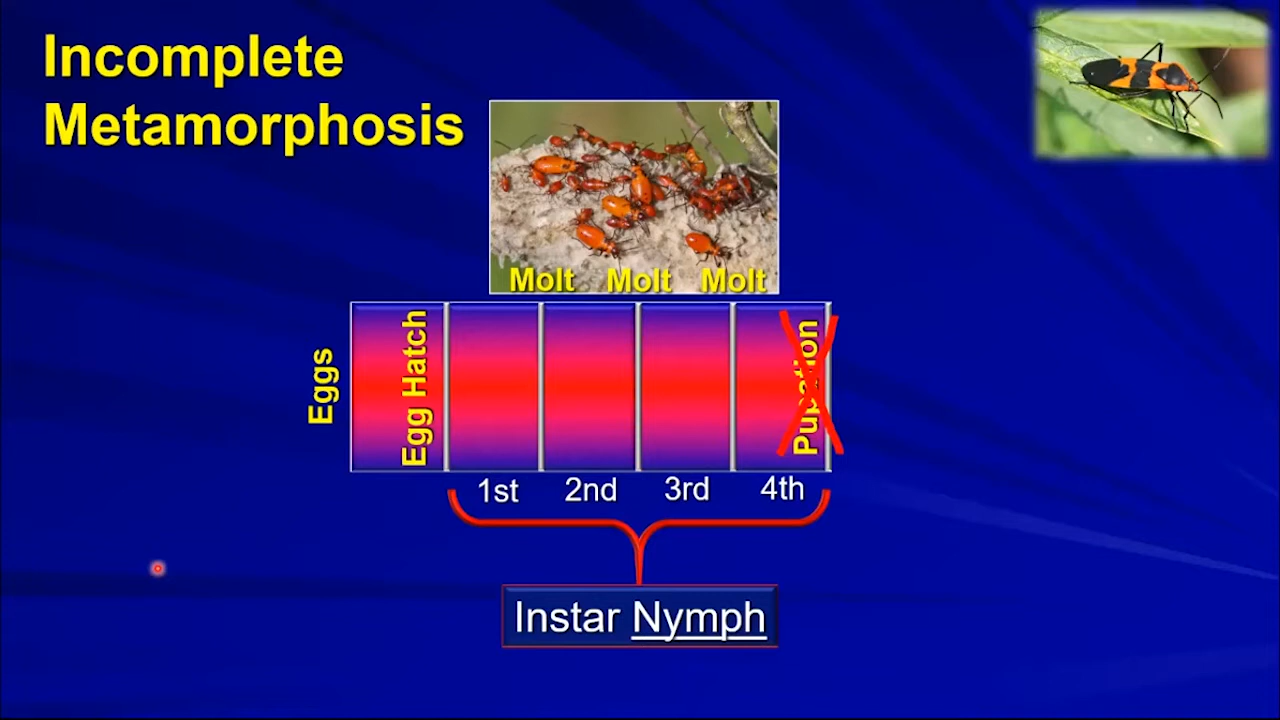 Incomplete
Metamorphosis
Molt Molt Molt
Eggs
Egg Hatch
Pupation
1st 2nd 3rd 4th
Instar Nymph